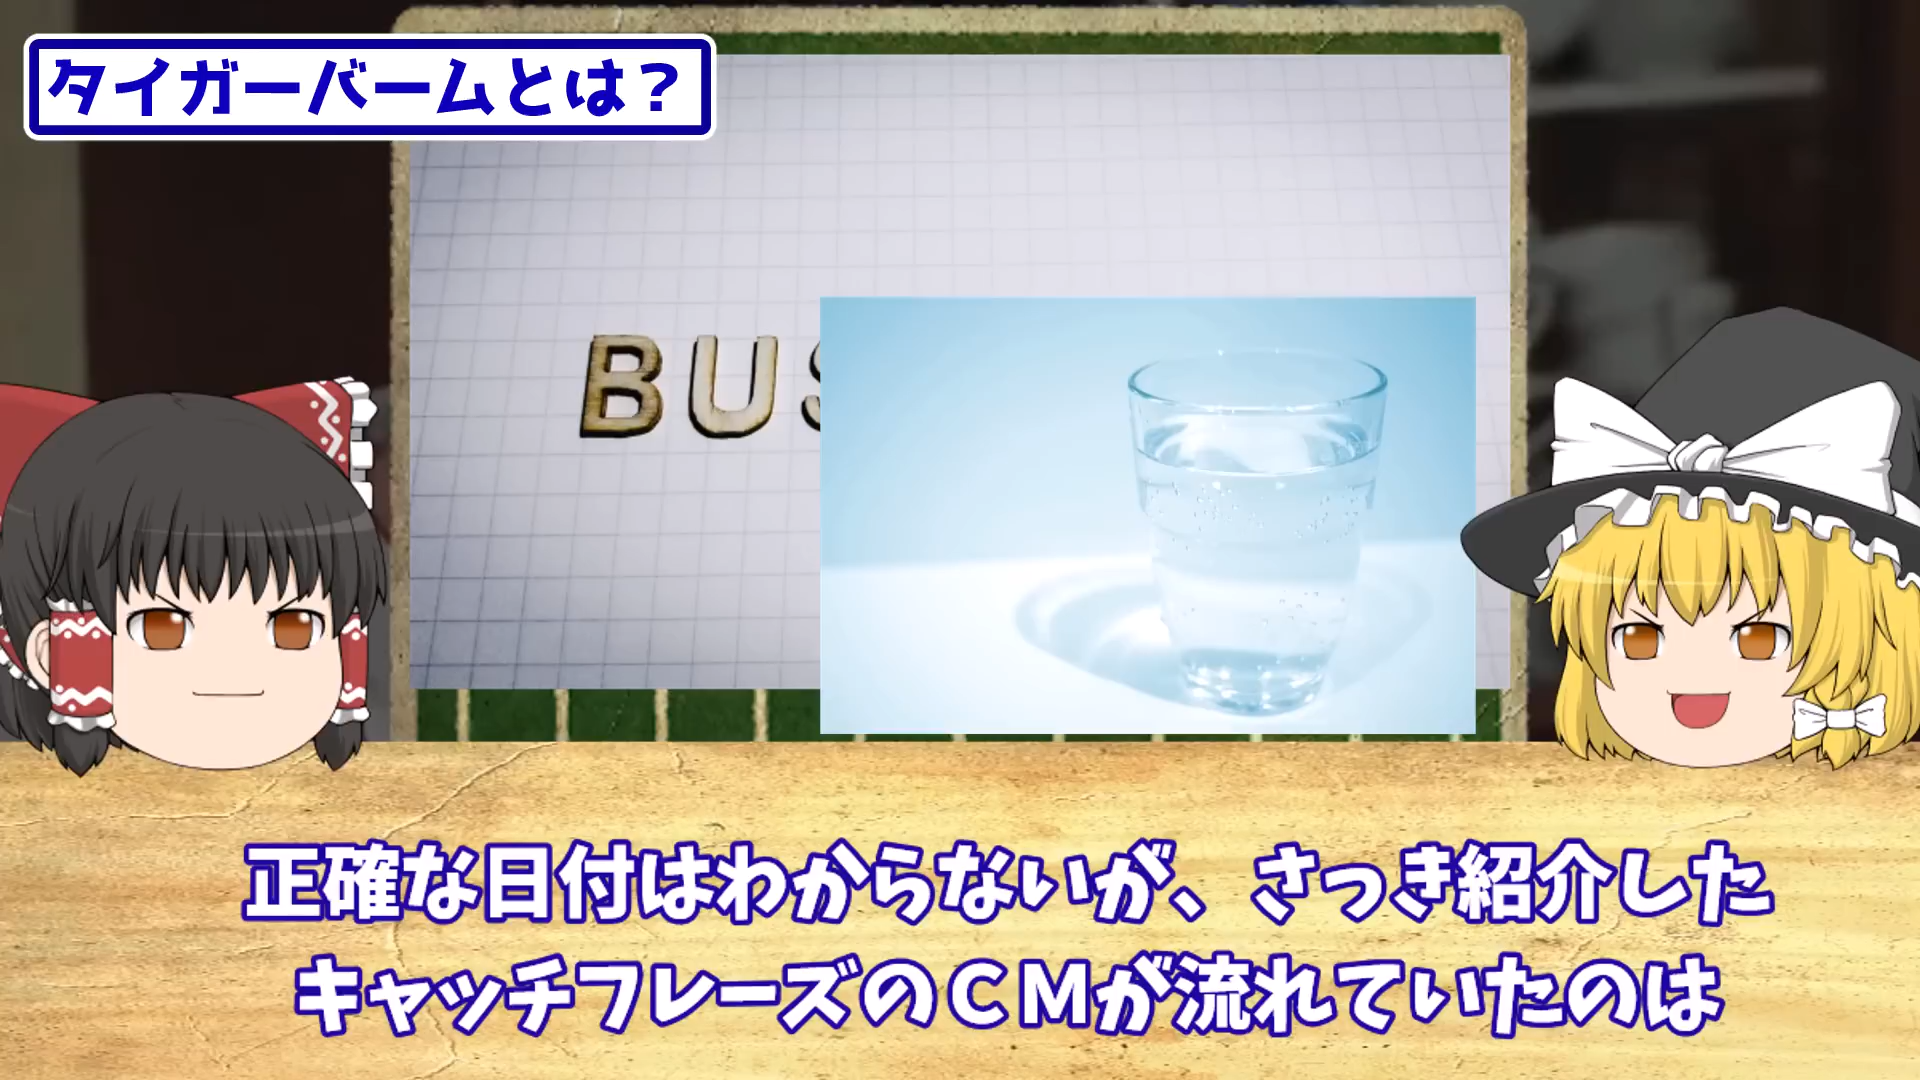 タイガーバームとは？
BUS
正確な日付はわからないが、さっき紹介した
キャッチフレーズのＣＭが流れていたのは